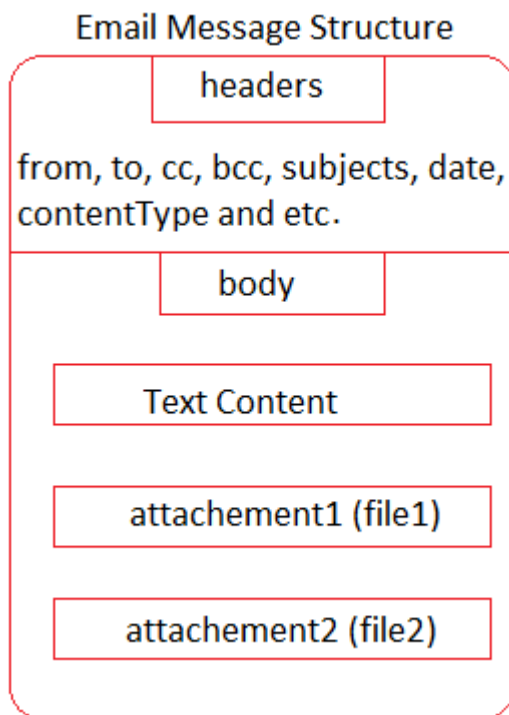 Email Message Structure
headers
from, to, cc, bcc, subjects, date,
contentType and etc.
body
Text Content
attachement1 (file1)
attachement2 (file2)